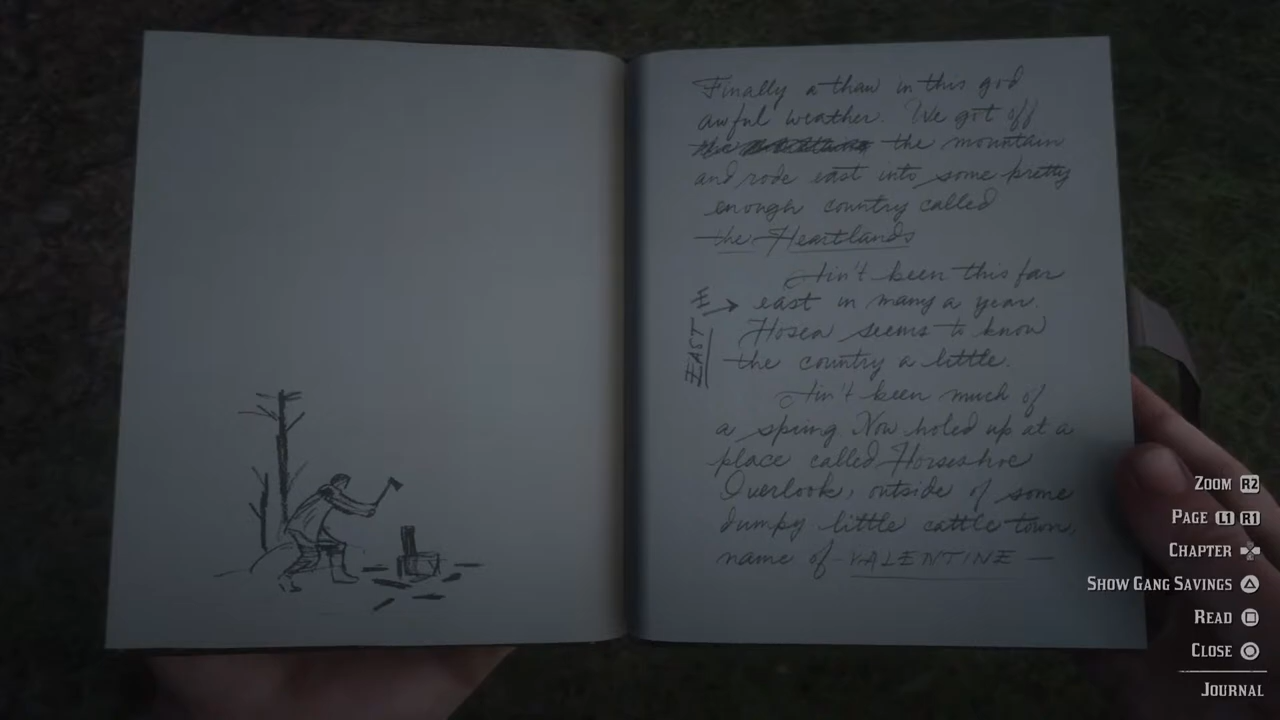 Finally a thaw in this god
awful weather. We got off
the mountain
and rode east into some pretty
enough country called
the Heartlands
Ain't been this far
EAST → east in many a year.
Hosea seems to know
the country a little.
Ain't been much of
a spring Now holed up at a
place called Horseshoe
Overlook, outside of some
dumpy little cattle town,
name of VALENTINE —
ZOOM R2
PAGE L1 R1
CHAPTER
SHOW GANG SAVINGS
READ
CLOSE
JOURNAL